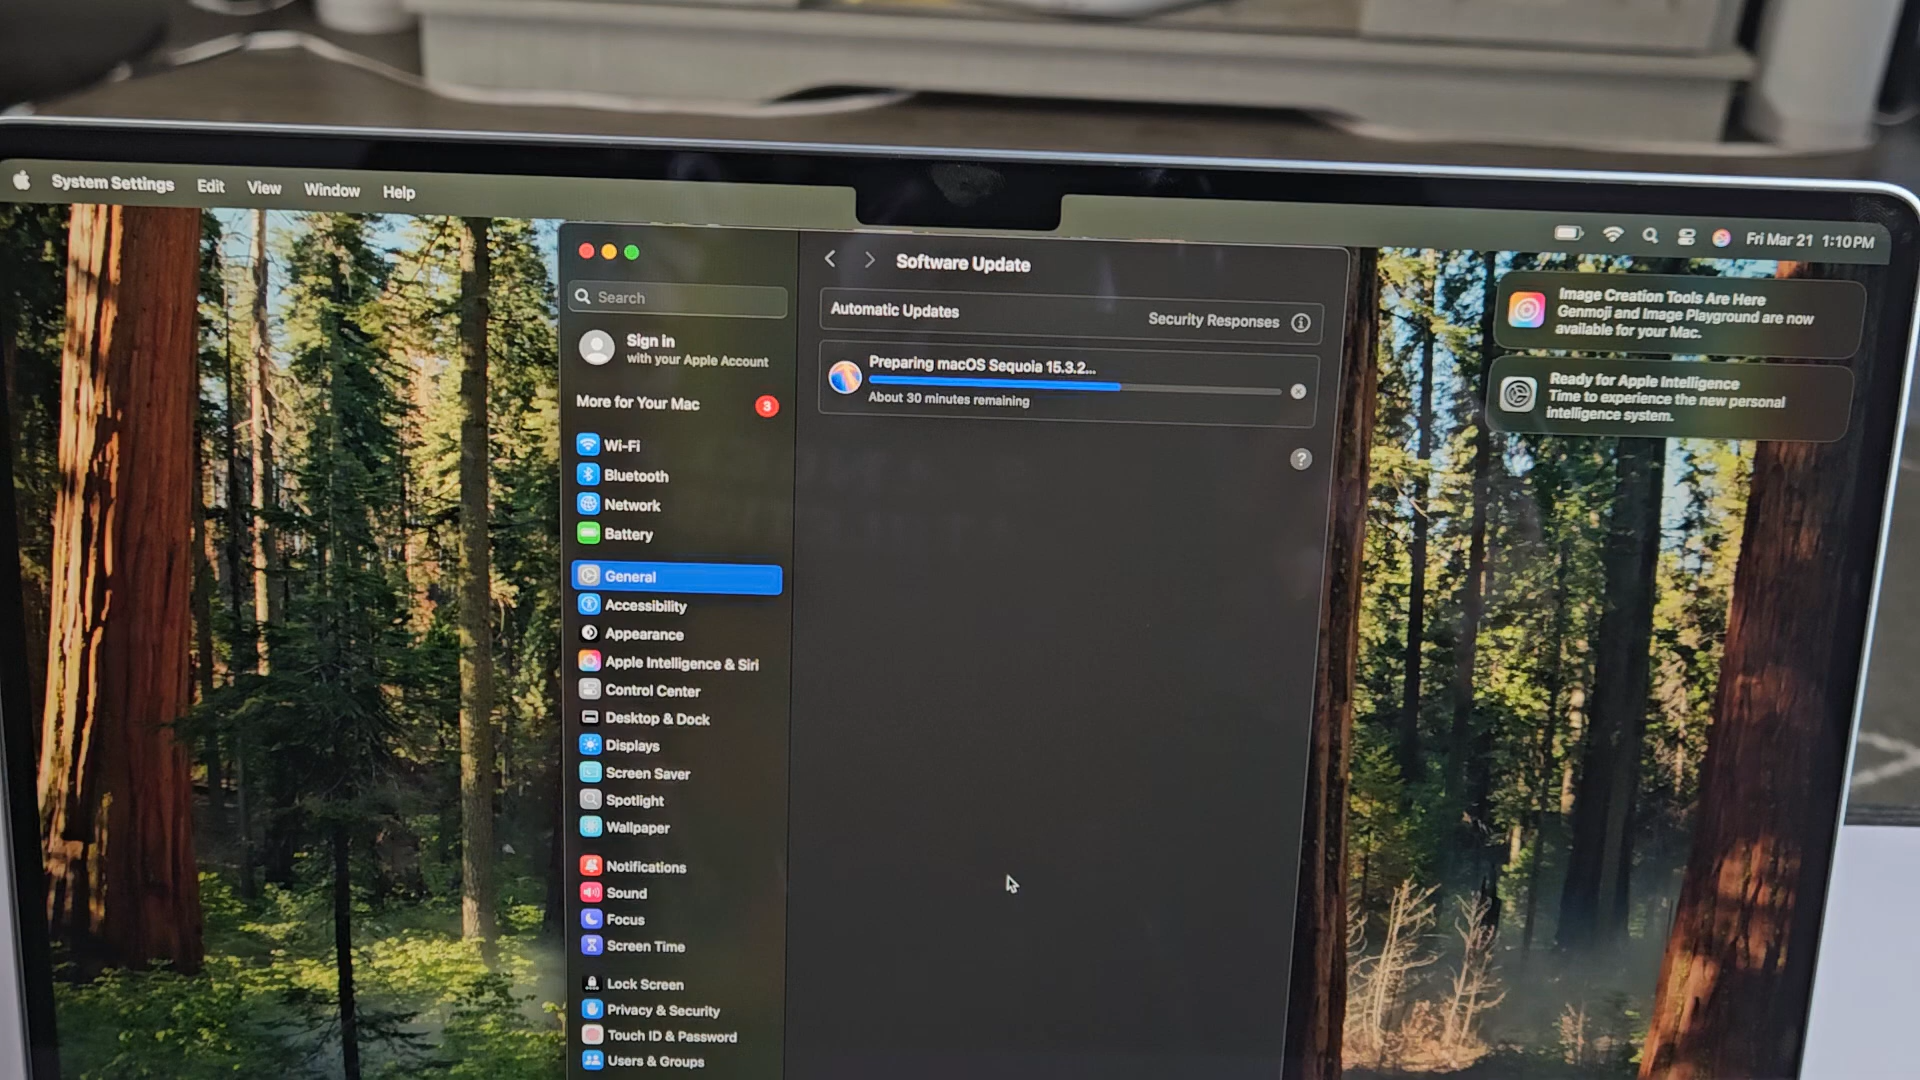 System Settings Edit View Window Help
Fri Mar 21 1:10 PM
Search
Sign in
with your Apple Account
More for Your Mac
3
Wi-Fi
Bluetooth
Network
Battery
General
Accessibility
Appearance
Apple Intelligence & Siri
Control Center
Desktop & Dock
Displays
Screen Saver
Spotlight
Wallpaper
Notifications
Sound
Focus
Screen Time
Lock Screen
Privacy & Security
Touch ID & Password
Users & Groups
Software Update
Automatic Updates
Security Responses
Preparing macOS Sequoia 15.3.2...
About 30 minutes remaining
?
Image Creation Tools Are Here
Genmoji and Image Playground are now
available for your Mac.
Ready for Apple Intelligence
Time to experience the new personal
intelligence system.